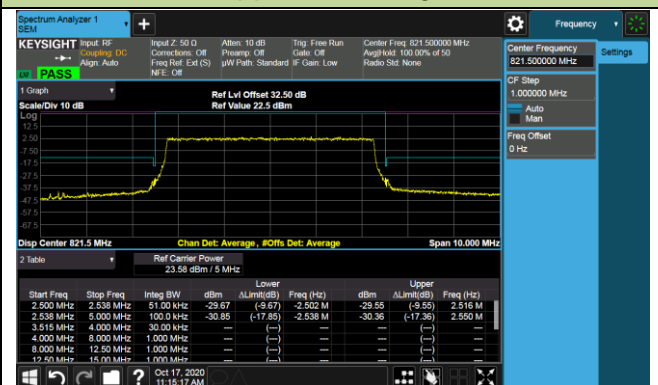 Spectrum Analyzer 1
SEM
+
Frequency
KEYSIGHT
Input: RF
Coupling: DC
Align: Auto
Input Z: 50 Ω
Corrections: Off
Freq Ref: Ext (S)
NFE: Off
Atten: 10 dB
Preamp: Off
µW Path: Standard
Trig: Free Run
Gate: Off
IF Gain: Low
Center Freq: 821.500000 MHz
Avg|Hold: 100.0% of 50
Radio Std: None
PASS
Center Frequency
821.500000 MHz
Settings
CF Step
1.000000 MHz
Auto
Man
Freq Offset
0 Hz
1 Graph
Scale/Div 10 dB
Ref Lvl Offset 32.50 dB
Ref Value 22.5 dBm
Log
12.5
2.50
-7.50
-17.5
-27.5
-37.5
-47.5
-57.5
-67.5
Disp Center 821.5 MHz
Chan Det: Average , #Offs Det: Average
Span 10.000 MHz
2 Table
Ref Carrier Power
23.58 dBm / 5 MHz
Lower Upper
Start Freq Stop Freq Integ BW dBm ΔLimit(dB) Freq (Hz) dBm ΔLimit(dB) Freq (Hz)
2.500 MHz 2.538 MHz 51.00 kHz -29.67 (-9.67) -2.502 M -29.55 (-9.55) 2.516 M
2.538 MHz 5.000 MHz 100.0 kHz -30.85 (-17.85) -2.538 M -30.36 (-17.36) 2.550 M
3.515 MHz 4.000 MHz 30.00 kHz --- (---) --- --- (---) ---
4.000 MHz 8.000 MHz 1.000 MHz --- (---) --- --- (---) ---
8.000 MHz 12.50 MHz 1.000 MHz --- (---) --- --- (---) ---
12.50 MHz 15.00 MHz 1.000 MHz --- (---) --- --- (---) ---
?
Oct 17, 2020
11:15:17 AM